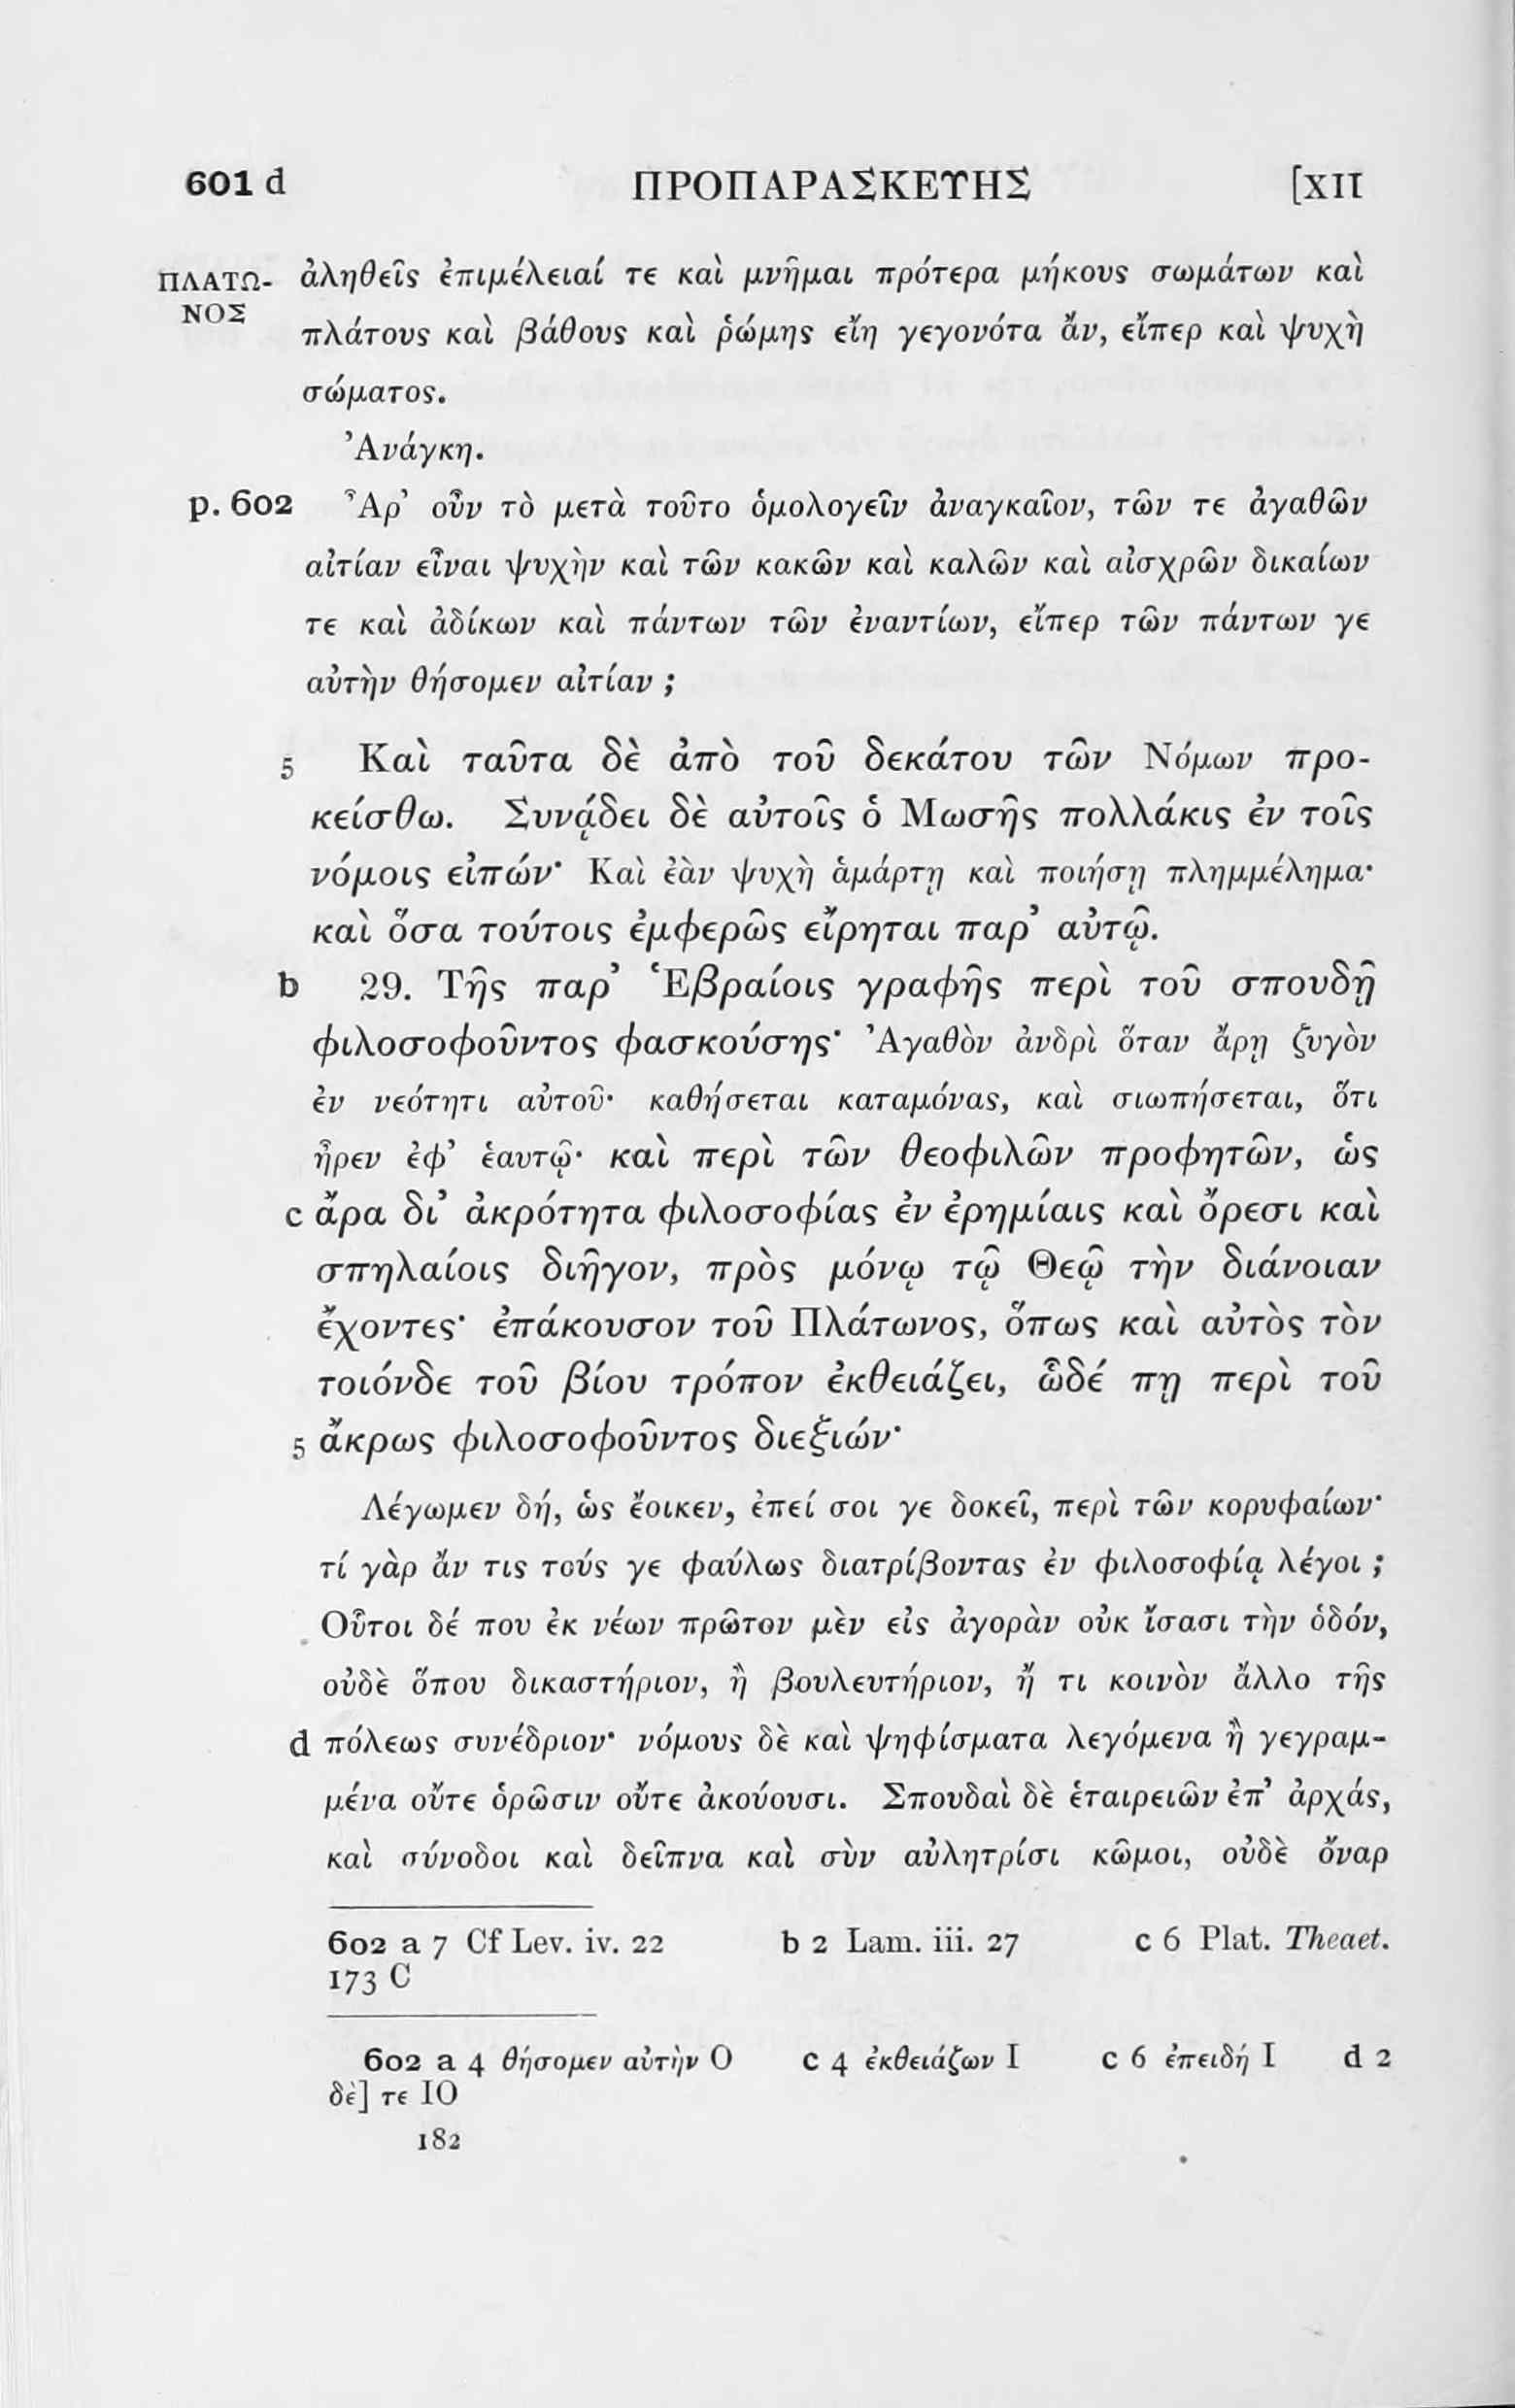 601 d ΠΡΟΠΑΡΑΣΚΕΥΗΣ [XII
ΠΛΑΤΩ- ἀληθεῖς ἐπιμέλειαί τε καὶ μνῆμαι πρότερα μήκους σωμάτων καὶ
ΝΟΣ πλάτους καὶ βάθους καὶ ῥώμης εἴη γεγονότα ἄν, εἴπερ καὶ ψυχὴ
σώματος.
Ἀνάγκη.
p. 602 Ἆρ’ οὖν τὸ μετὰ τοῦτο ὁμολογεῖν ἀναγκαῖον, τῶν τε ἀγαθῶν
αἰτίαν εἶναι ψυχὴν καὶ τῶν κακῶν καὶ καλῶν καὶ αἰσχρῶν δικαίων
τε καὶ ἀδίκων καὶ πάντων τῶν ἐναντίων, εἴπερ τῶν πάντων γε
αὐτὴν θήσομεν αἰτίαν ;
5 Καὶ ταῦτα δὲ ἀπὸ τοῦ δεκάτου τῶν Νόμων προ-
κείσθω. Συνᾴδει δὲ αὐτοῖς ὁ Μωσῆς πολλάκις ἐν τοῖς
νόμοις εἰπών· Καὶ ἐὰν ψυχὴ ἁμάρτῃ καὶ ποιήσῃ πλημμέλημα·
καὶ ὅσα τούτοις ἐμφερῶς εἴρηται παρ’ αὐτῷ.
b 29. Τῆς παρ’ Ἑβραίοις γραφῆς περὶ τοῦ σπουδῇ
φιλοσοφοῦντος φασκούσης· Ἀγαθὸν ἀνδρὶ ὅταν ἄρῃ ζυγὸν
ἐν νεότητι αὐτοῦ· καθήσεται καταμόνας, καὶ σιωπήσεται, ὅτι
ᾖρεν ἐφ’ ἑαυτῷ· καὶ περὶ τῶν θεοφιλῶν προφητῶν, ὡς
c ἄρα δι’ ἀκρότητα φιλοσοφίας ἐν ἐρημίαις καὶ ὄρεσι καὶ
σπηλαίοις διῆγον, πρὸς μόνῳ τῷ Θεῷ τὴν διάνοιαν
ἔχοντες· ἐπάκουσον τοῦ Πλάτωνος, ὅπως καὶ αὐτὸς τὸν
τοιόνδε τοῦ βίου τρόπον ἐκθειάζει, ὧδέ πῃ περὶ τοῦ
5 ἄκρως φιλοσοφοῦντος διεξιών·
Λέγωμεν δή, ὡς ἔοικεν, ἐπεί σοι γε δοκεῖ, περὶ τῶν κορυφαίων·
τί γὰρ ἄν τις τούς γε φαύλως διατρίβοντας ἐν φιλοσοφίᾳ λέγοι ;
Οὗτοι δέ που ἐκ νέων πρῶτον μὲν εἰς ἀγορὰν οὐκ ἴσασι τὴν ὁδόν,
οὐδὲ ὅπου δικαστήριον, ἢ βουλευτήριον, ἤ τι κοινὸν ἄλλο τῆς
d πόλεως συνέδριον· νόμους δὲ καὶ ψηφίσματα λεγόμενα ἢ γεγραμ-
μένα οὔτε ὁρῶσιν οὔτε ἀκούουσι. Σπουδαὶ δὲ ἑταιρειῶν ἐπ’ ἀρχάς,
καὶ σύνοδοι καὶ δεῖπνα καὶ σὺν αὐλητρίσι κῶμοι, οὐδὲ ὄναρ
602 a 7 Cf Lev. iv. 22 b 2 Lam. iii. 27 c 6 Plat. Theaet.
173 C
602 a 4 θήσομεν αὐτὴν O c 4 ἐκθειάζων I c 6 ἐπειδή I d 2
δὲ] τε IO
182